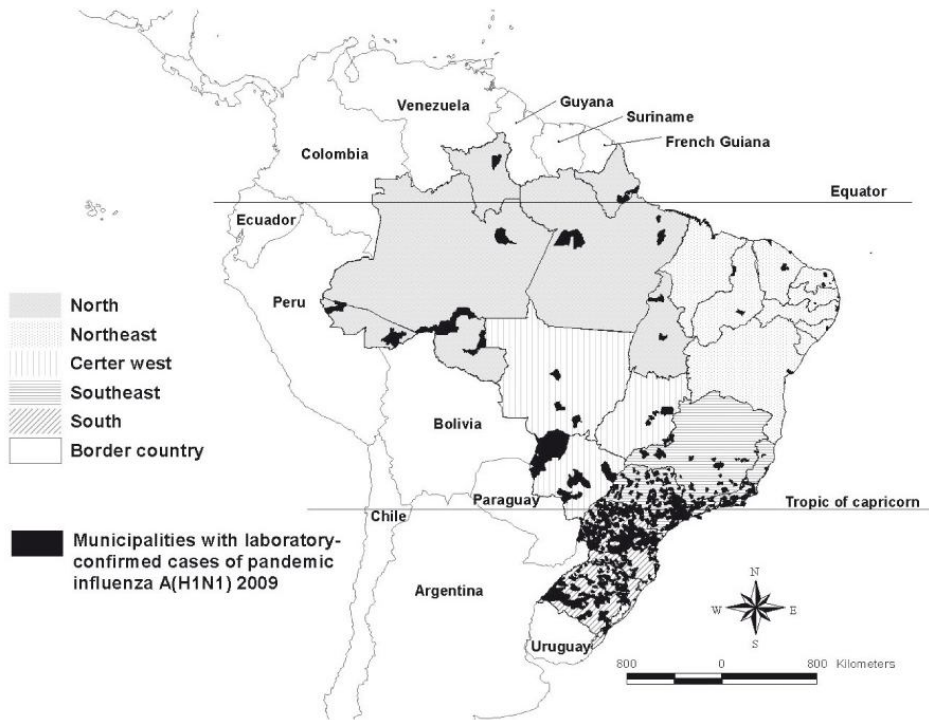 Venezuela
Guyana
Suriname
French Guiana
Colombia
Equator
Ecuador
Peru
North
Northeast
Certer west
Southeast
South
Border country
Bolivia
Paraguay
Tropic of capricorn
Chile
Municipalities with laboratory-
confirmed cases of pandemic
influenza A(H1N1) 2009
Argentina
N
W E
S
Uruguay
800 0 800 Kilometers